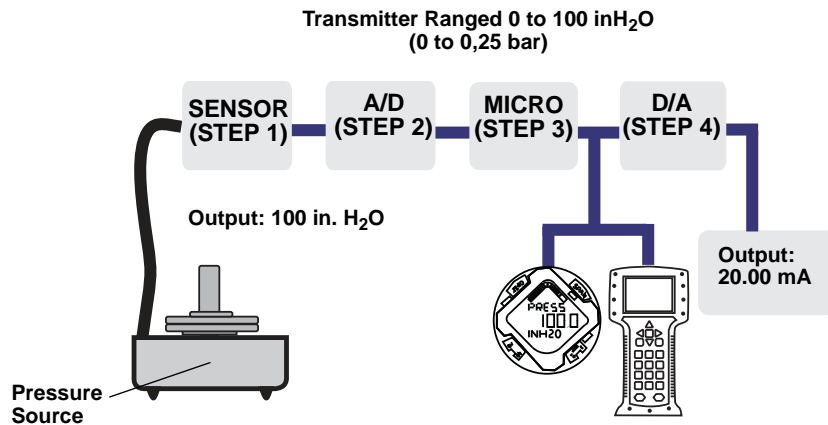 Transmitter Ranged 0 to 100 inH₂O
(0 to 0,25 bar)
SENSOR
(STEP 1)
A/D
(STEP 2)
MICRO
(STEP 3)
D/A
(STEP 4)
Output: 100 in. H₂O
Output:
20.00 mA
PRESS
100.0
INH20
Pressure
Source